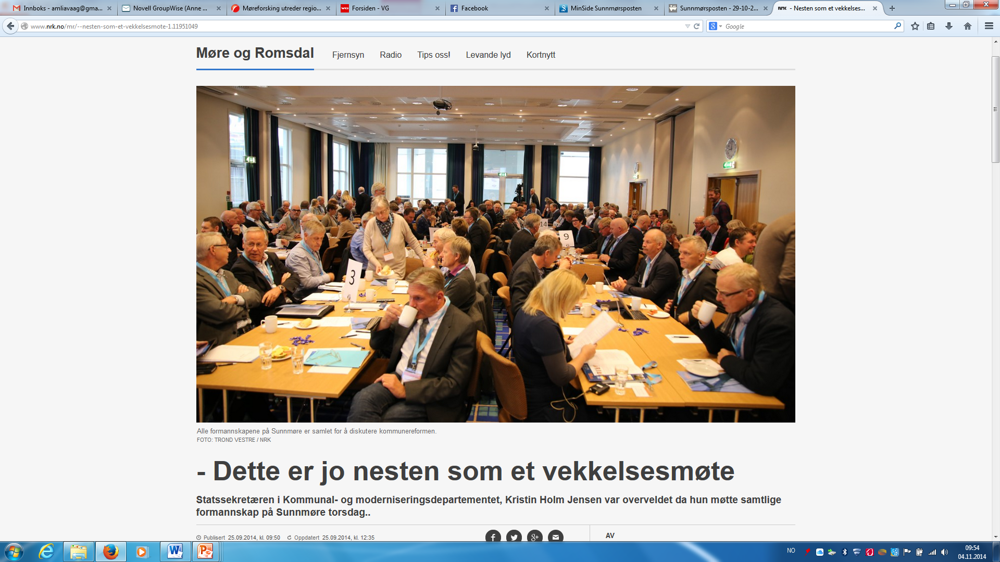 Innboks - amliavaag@gma...
Novell GroupWise (Anne ...
Møreforsking utreder regio...
Forsiden - VG
Facebook
MinSide Sunnmørsposten
Sunnmørsposten - 29-10-2...
nrk - Nesten som et vekkelses...
www.nrk.no/mr/--nesten-som-et-vekkelsesmote-1.11951049
Google
Møre og Romsdal
Fjernsyn
Radio
Tips oss!
Levande lyd
Kortnytt
14
9
3
Alle formannskapene på Sunnmøre er samlet for å diskutere kommunereformen.
FOTO: TROND VESTRE / NRK
- Dette er jo nesten som et vekkelsesmøte
Statssekretæren i Kommunal- og moderniseringsdepartementet, Kristin Holm Jensen var overveldet da hun møtte samtlige
formannskap på Sunnmøre torsdag..
Publisert 25.09.2014, kl. 09:50 Oppdatert 25.09.2014, kl. 12:35
AV
NO
09:54
04.11.2014